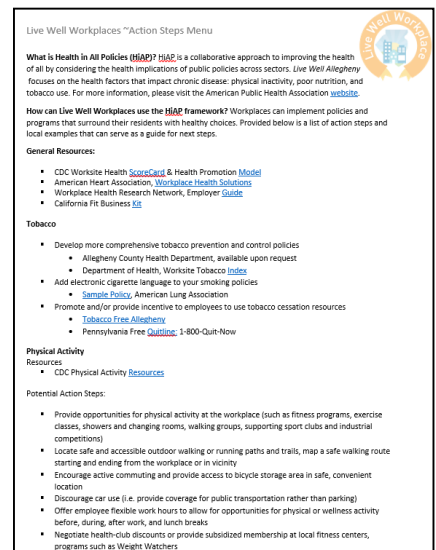 Live Well Workplaces ~Action Steps Menu
Live Well Workplace
What is Health in All Policies (HiAP)? HiAP is a collaborative approach to improving the health
of all by considering the health implications of public policies across sectors. Live Well Allegheny
focuses on the health behaviors that impact chronic disease: physical inactivity, poor nutrition, and
tobacco use. For more information, please visit the American Public Health Association website.
How can Live Well Workplaces use the HiAP framework? Workplaces can implement policies and
programs that surround their residents with healthy choices. Provided below is a list of action steps and
local examples that can serve as a guide for next steps.
General Resources:
▪ CDC Worksite Health ScoreCard & Health Promotion Model
▪ American Heart Association, Workplace Health Solutions
▪ Workplace Health Research Network, Employer Guide
▪ California Fit Business Kit
Tobacco
▪ Develop more comprehensive tobacco prevention and control policies
• Allegheny County Health Department, available upon request
• Department of Health, Worksite Tobacco Index
▪ Add electronic cigarette language to your smoking policies
• Sample Policy, American Lung Association
▪ Promote and/or provide incentive to employees to use tobacco cessation resources
• Tobacco Free Allegheny
• Pennsylvania Free Quitline; 1-800-Quit-Now
Physical Activity
Resources
▪ CDC Physical Activity Resources
Potential Action Steps:
▪ Provide opportunities for physical activity at the workplace (such as fitness programs, exercise
classes, showers and changing rooms, walking groups, supporting sport clubs and industrial
competitions)
▪ Locate safe and accessible outdoor walking or running paths and trails, map a safe walking route
starting and ending from the workplace or in vicinity
▪ Encourage active commuting and provide access to bicycle storage area in safe, convenient
location
▪ Discourage car use (i.e. provide coverage for public transportation rather than parking)
▪ Offer employee flexible work hours to allow for opportunities for physical or wellness activity
before, during, after work, and lunch breaks
▪ Negotiate health-club discounts or provide subsidized membership at local fitness centers,
programs such as Weight Watchers